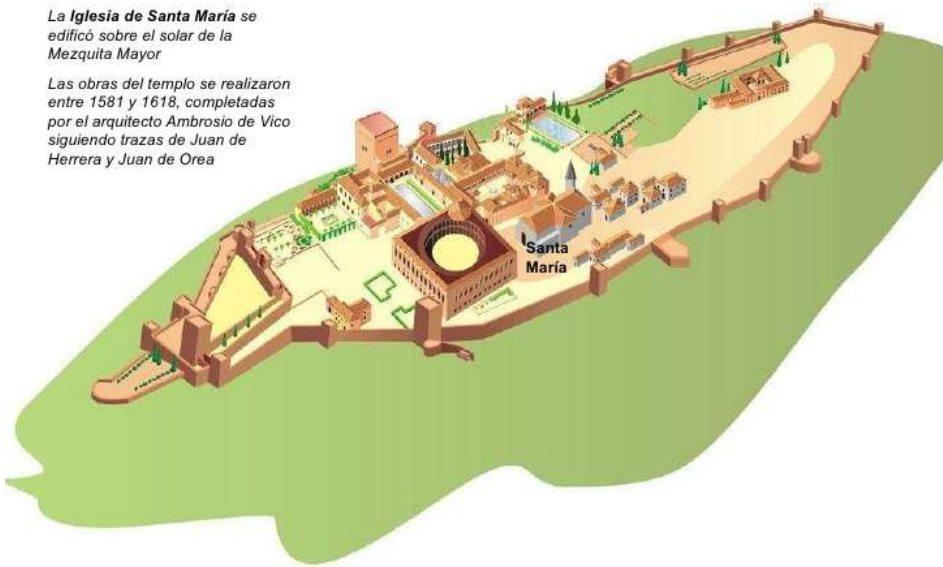 La Iglesia de Santa María se
edificó sobre el solar de la
Mezquita Mayor
Las obras del templo se realizaron
entre 1581 y 1618, completadas
por el arquitecto Ambrosio de Vico
siguiendo trazas de Juan de
Herrera y Juan de Orea
Santa
María